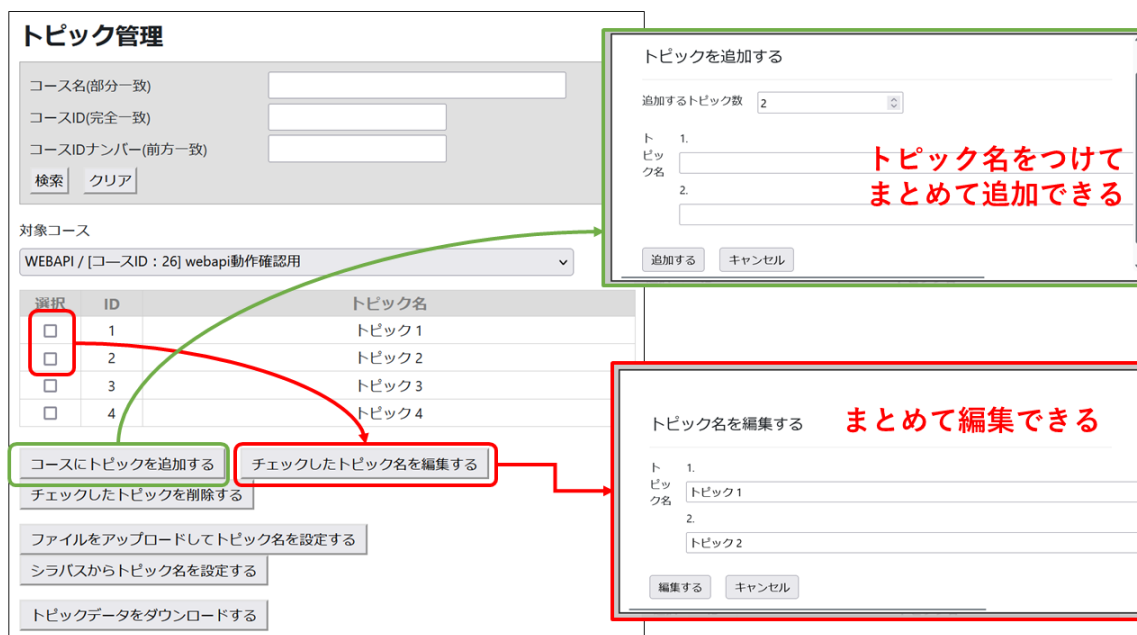 トピック管理
コース名(部分一致)
コースID(完全一致)
コースIDナンバー(前方一致)
検索 クリア
対象コース
WEBAPI / [コースID：26] webapi動作確認用
選択 ID トピック名
1 トピック 1
2 トピック 2
3 トピック 3
4 トピック 4
コースにトピックを追加する チェックしたトピック名を編集する
チェックしたトピックを削除する
ファイルをアップロードしてトピック名を設定する
シラバスからトピック名を設定する
トピックデータをダウンロードする
トピックを追加する
追加するトピック数 2
トピック名
1.
2.
トピック名をつけて
まとめて追加できる
追加する キャンセル
トピック名を編集する
まとめて編集できる
トピック名
1.
トピック 1
2.
トピック 2
編集する キャンセル